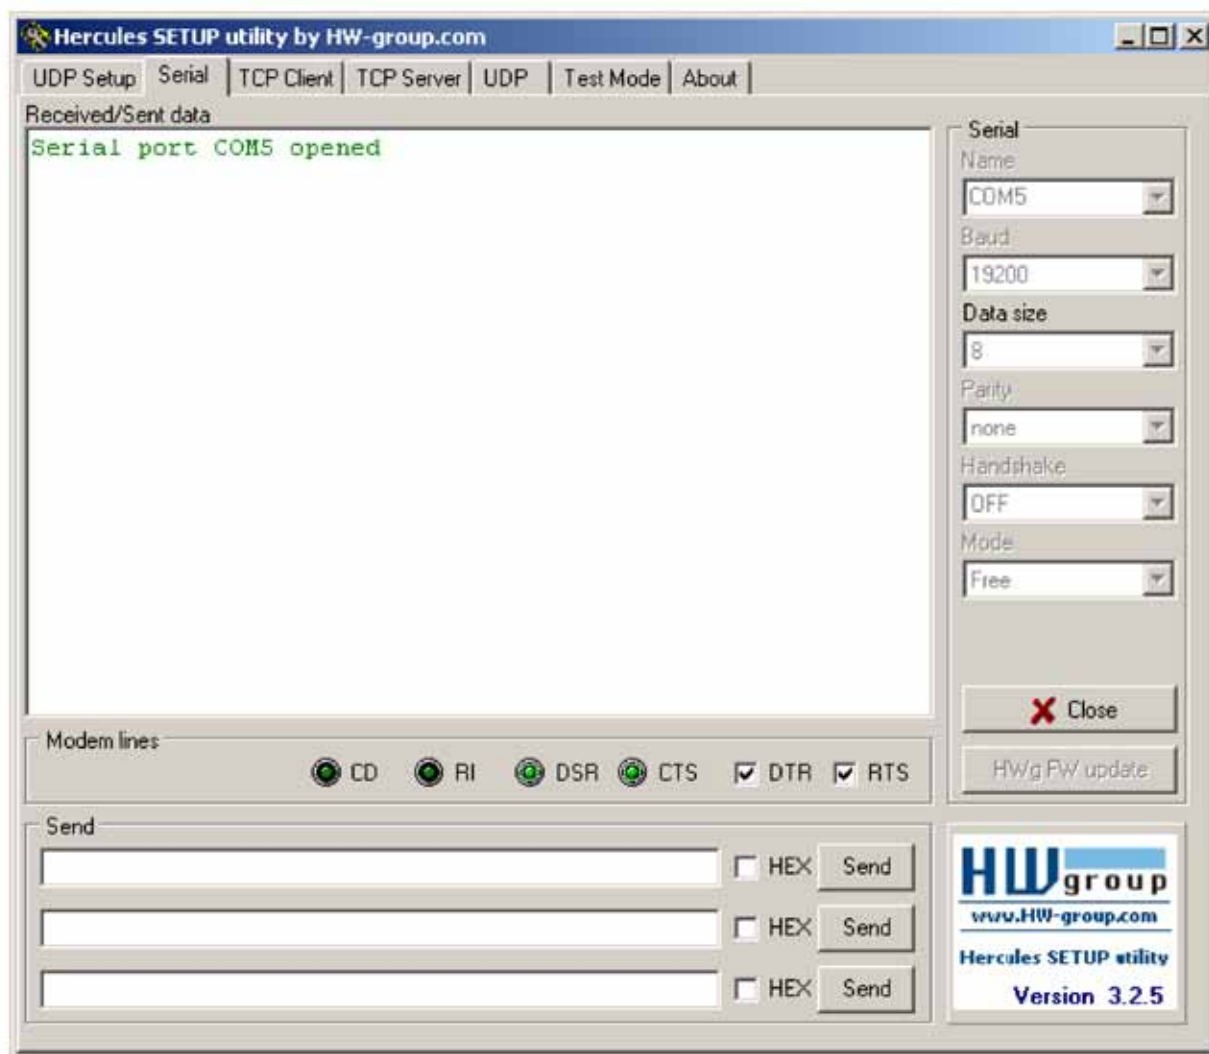 Hercules SETUP utility by HW-group.com
UDP Setup Serial TCP Client TCP Server UDP Test Mode About
Received/Sent data
Serial port COM5 opened
Serial
Name
COM5
Baud
19200
Data size
8
Parity
none
Handshake
OFF
Mode
Free
Close
HWg FW update
Modem lines
CD RI DSR CTS DTR RTS
Send
HEX Send
HEX Send
HEX Send
HW group
www.HW-group.com
Hercules SETUP utility
Version 3.2.5